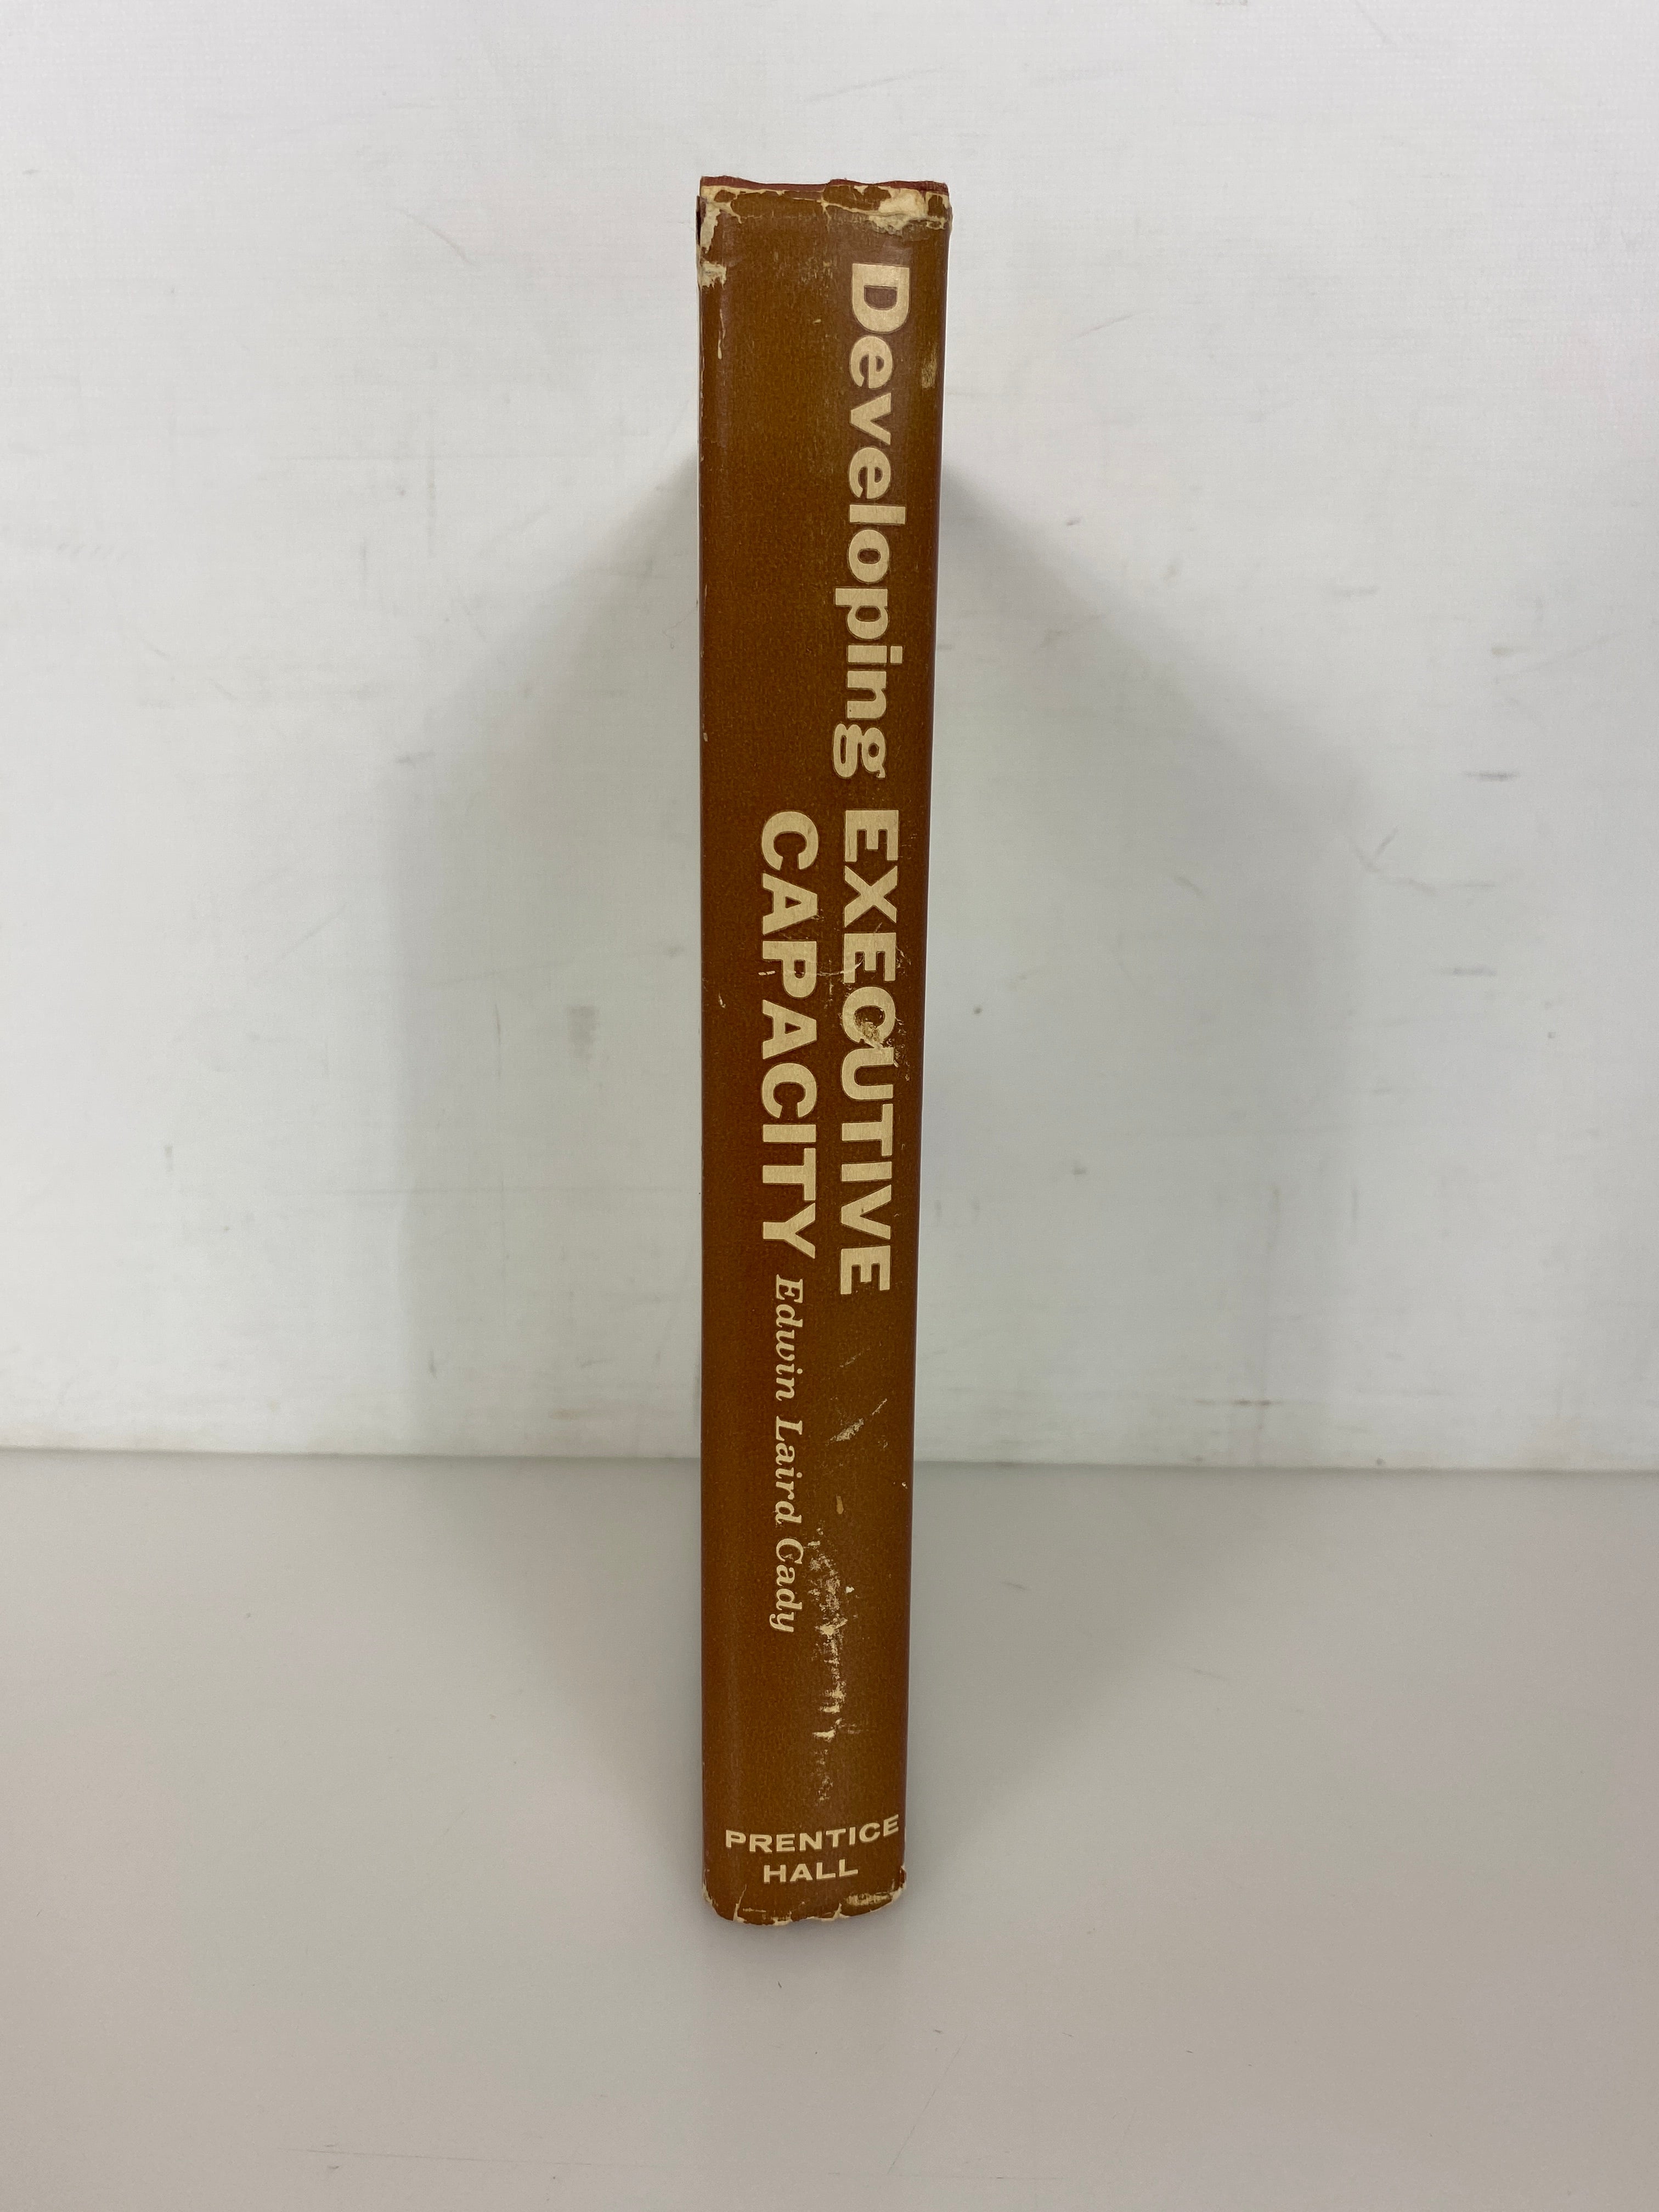 Developing EXECUTIVE
CAPACITY Edwin Laird Cady
PRENTICE
HALL